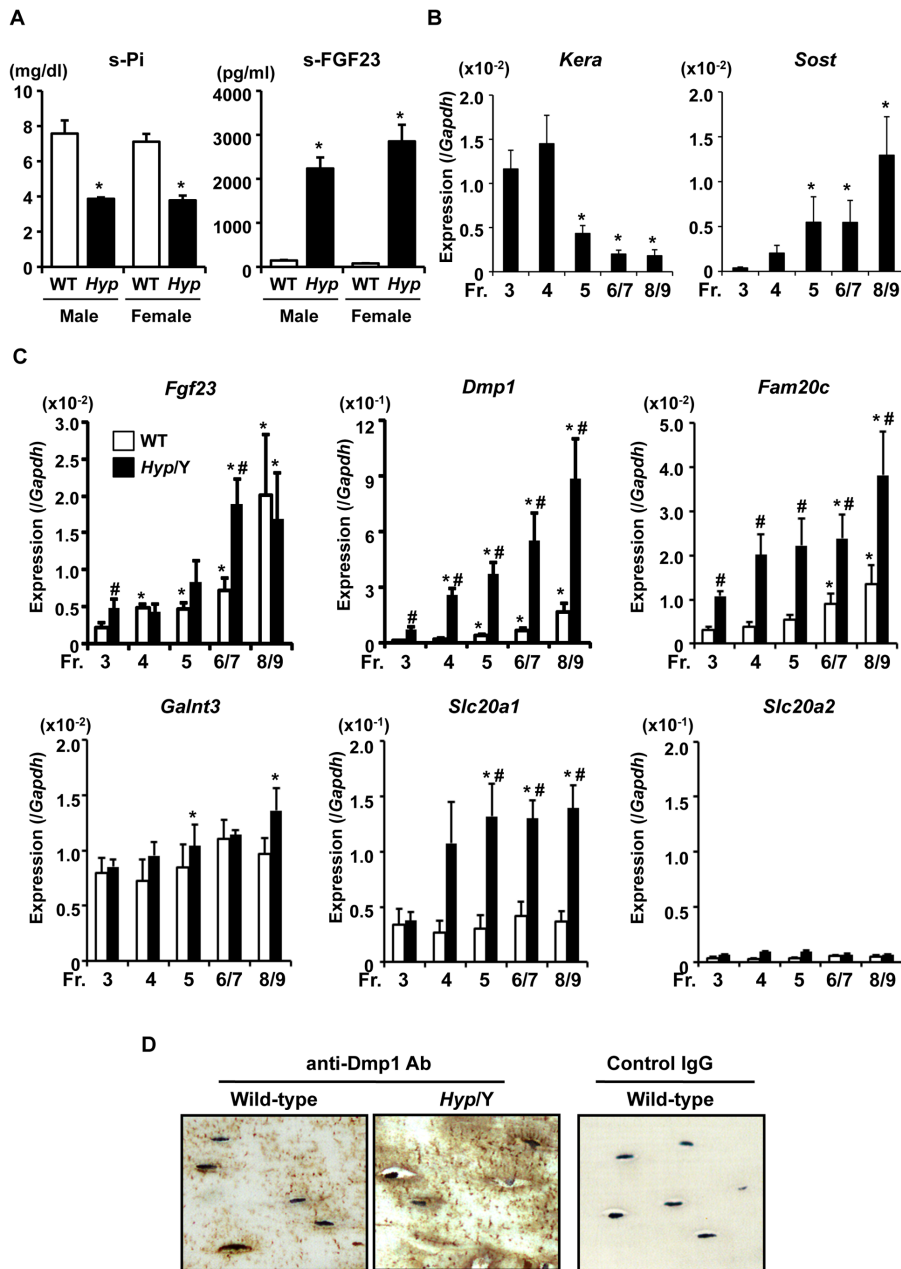 A
s-Pi
(mg/dl)
10
8
6
4
2
0
*
*
WT Hyp WT Hyp
Male Female
s-FGF23
(pg/ml)
4000
3000
2000
1000
0
*
*
WT Hyp WT Hyp
Male Female
B
Kera
(x10-2)
Expression (/Gapdh)
2.0
1.5
1.0
0.5
0
*
*
*
Fr. 3 4 5 6/7 8/9
Sost
(x10-2)
2.0
1.5
1.0
0.5
0
*
*
*
3 4 5 6/7 8/9
C
Fgf23
(x10-2)
Expression (/Gapdh)
3.0
2.5
2.0
1.5
1.0
0.5
0
WT
Hyp/Y
#
*
*
*
*#
*
*
Fr. 3 4 5 6/7 8/9
Dmp1
(x10-1)
Expression (/Gapdh)
12
9
6
3
0
#
*#
*
*#
*
*#
*
*#
Fr. 3 4 5 6/7 8/9
Fam20c
(x10-2)
Expression (/Gapdh)
5.0
4.0
2.0
1.0
0
#
#
#
*
*#
*
*#
Fr. 3 4 5 6/7 8/9
Galnt3
(x10-2)
Expression (/Gapdh)
2.0
1.5
1.0
0.5
0
*
*
Fr. 3 4 5 6/7 8/9
Slc20a1
(x10-1)
Expression (/Gapdh)
2.0
1.5
1.0
0.5
0
*#
*#
*#
Fr. 3 4 5 6/7 8/9
Slc20a2
(x10-1)
Expression (/Gapdh)
2.0
1.5
1.0
0.5
0
Fr. 3 4 5 6/7 8/9
D
anti-Dmp1 Ab
Control IgG
Wild-type
Hyp/Y
Wild-type